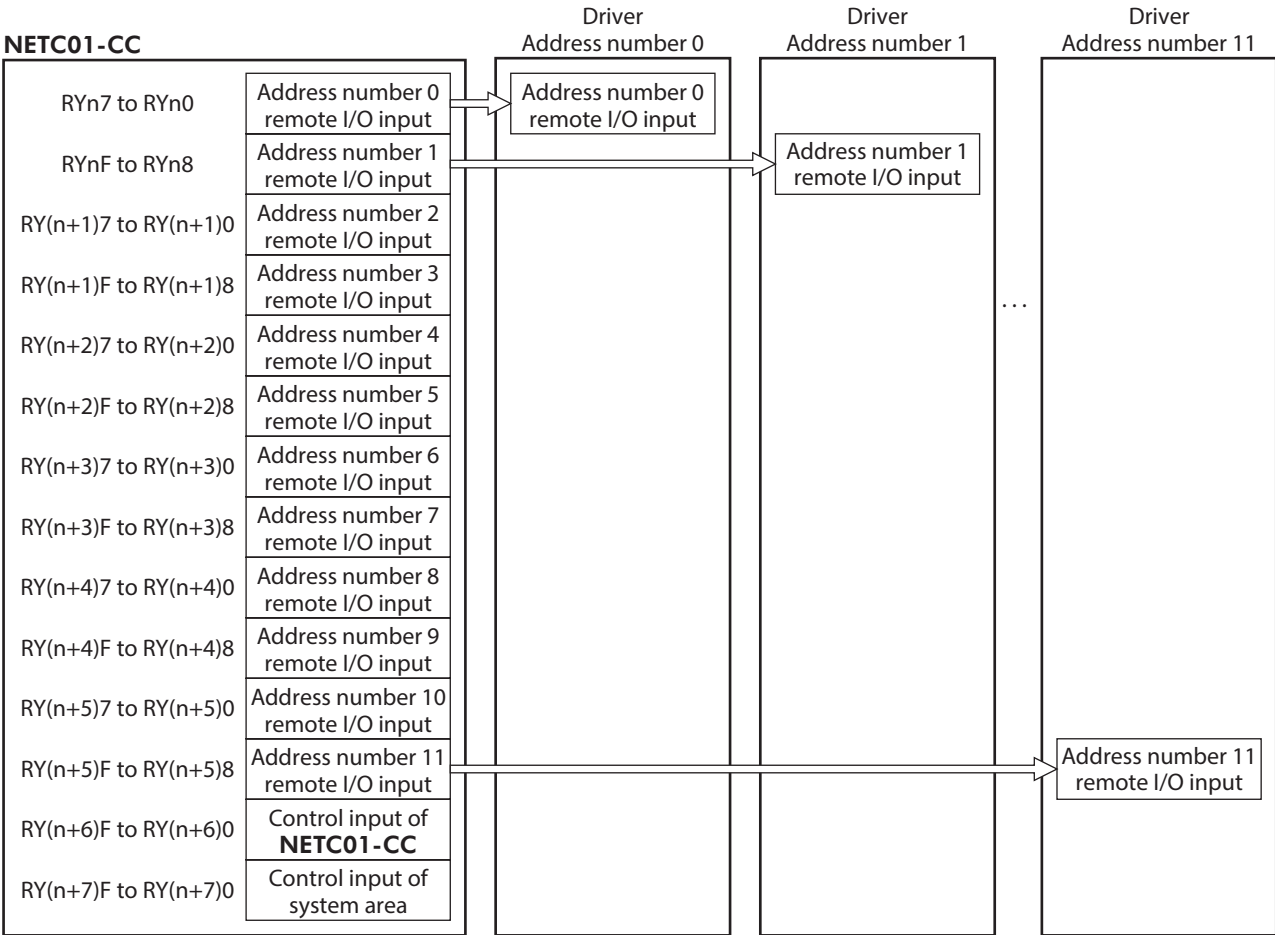 NETC01-CC
Driver
Address number 0
Driver
Address number 1
Driver
Address number 11
RYn7 to RYn0
Address number 0
remote I/O input
Address number 0
remote I/O input
RYnF to RYn8
Address number 1
remote I/O input
Address number 1
remote I/O input
RY(n+1)7 to RY(n+1)0
Address number 2
remote I/O input
RY(n+1)F to RY(n+1)8
Address number 3
remote I/O input
...
RY(n+2)7 to RY(n+2)0
Address number 4
remote I/O input
RY(n+2)F to RY(n+2)8
Address number 5
remote I/O input
RY(n+3)7 to RY(n+3)0
Address number 6
remote I/O input
RY(n+3)F to RY(n+3)8
Address number 7
remote I/O input
RY(n+4)7 to RY(n+4)0
Address number 8
remote I/O input
RY(n+4)F to RY(n+4)8
Address number 9
remote I/O input
RY(n+5)7 to RY(n+5)0
Address number 10
remote I/O input
RY(n+5)F to RY(n+5)8
Address number 11
remote I/O input
Address number 11
remote I/O input
RY(n+6)F to RY(n+6)0
Control input of
NETC01-CC
RY(n+7)F to RY(n+7)0
Control input of
system area